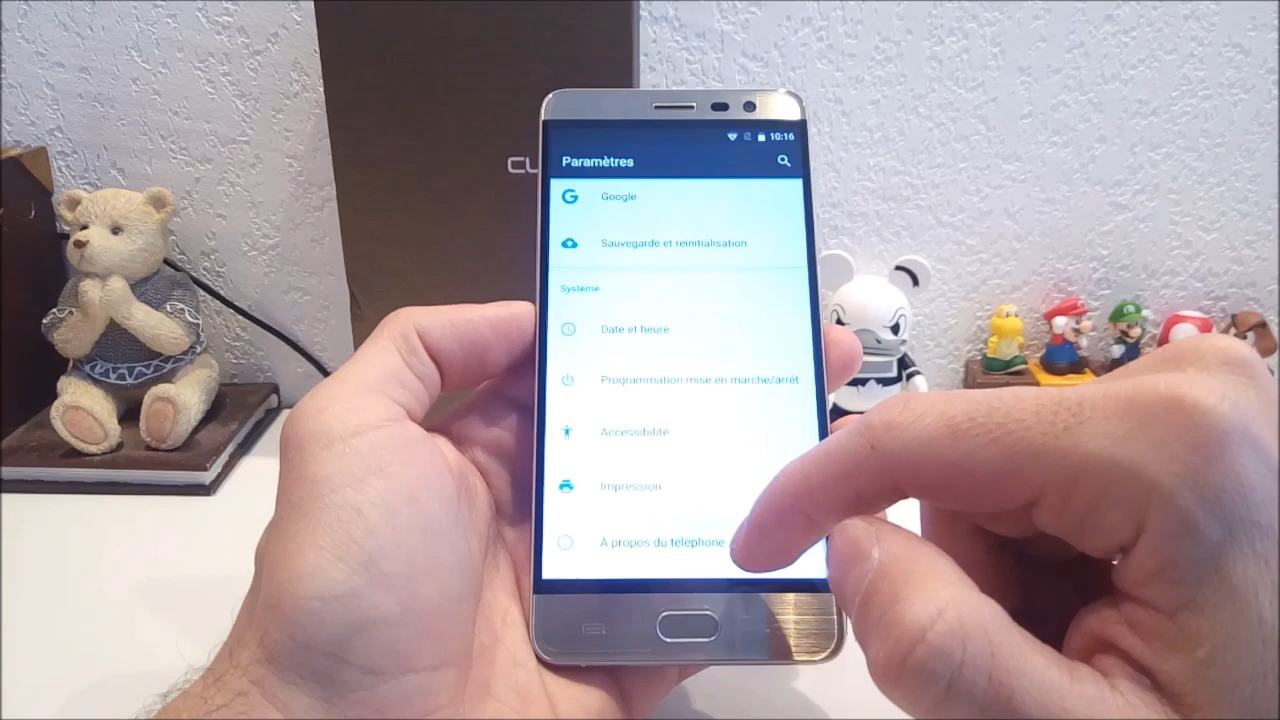 10:16
Paramètres
CU
Google
Sauvegarde et réinitialisation
Système
Date et heure
Programmation mise en marche/arrêt
Accessibilité
Impression
À propos du téléphone